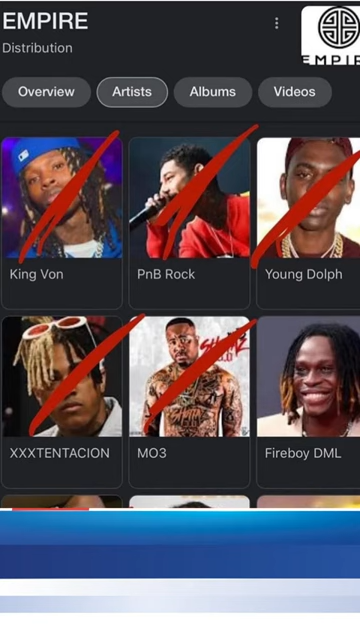 EMPIRE
Distribution
EMPIRE
Overview
Artists
Albums
Videos
King Von
PnB Rock
Young Dolph
XXXTENTACION
MO3
Fireboy DML